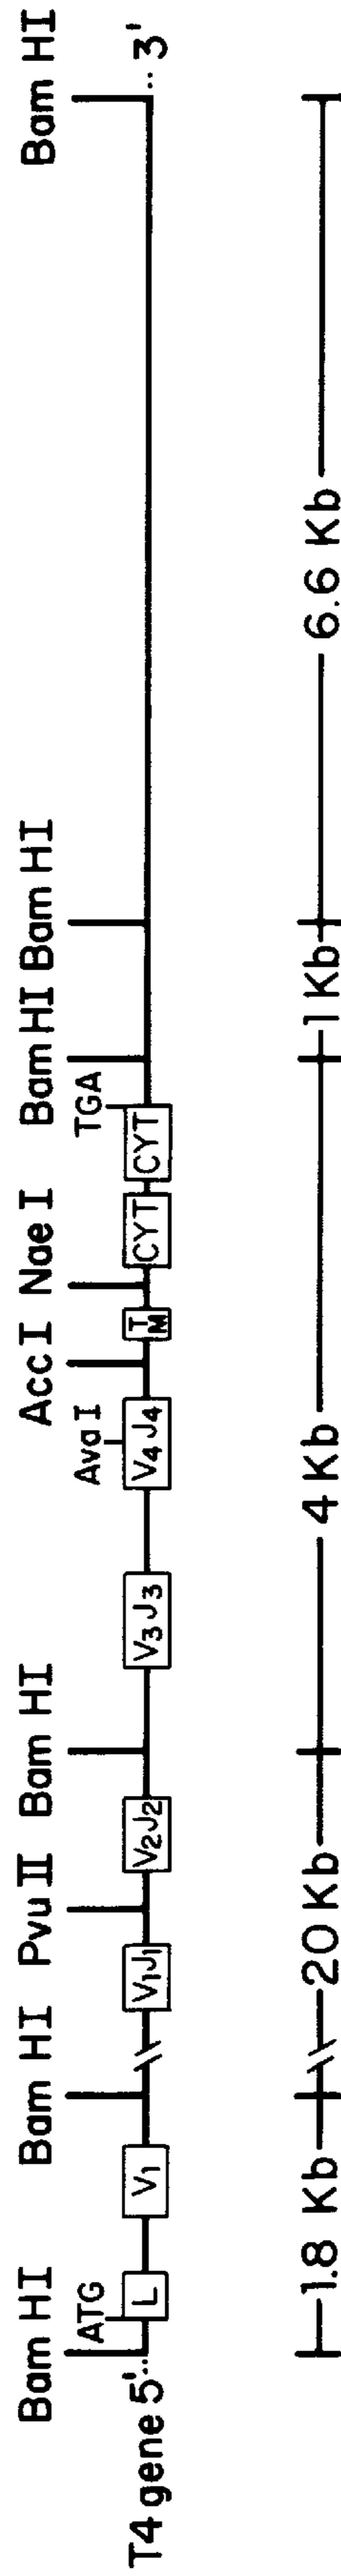 Bam HI Bam HI Pvu II Bam HI Acc I Nae I Bam HI Bam HI Bam HI
ATG Ava I TGA
T4 gene 5'... L V1 V1J1 V2J2 V3J3 V4J4 TM CYT CYT ...3'
1.8 Kb 20 Kb 4 Kb 1 Kb 6.6 Kb